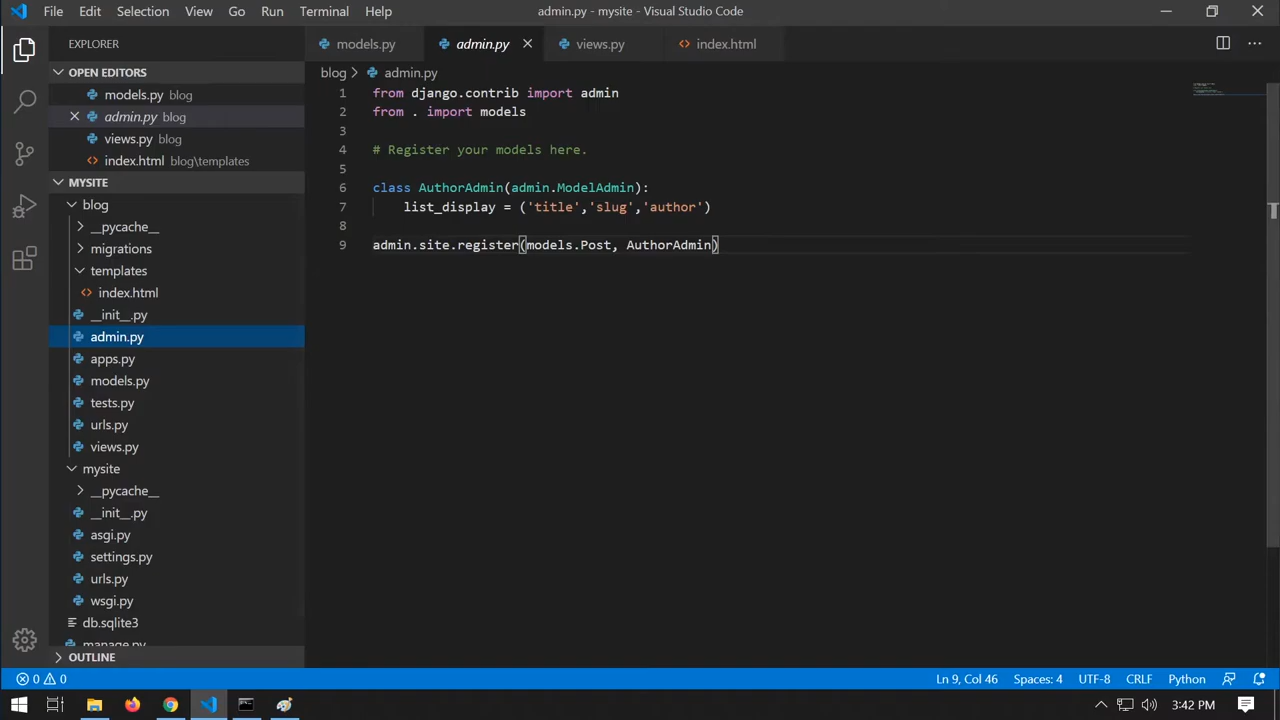 File Edit Selection View Go Run Terminal Help
admin.py - mysite - Visual Studio Code
EXPLORER
models.py
admin.py
views.py
index.html
OPEN EDITORS
models.py blog
admin.py blog
views.py blog
index.html blog\templates
MYSITE
blog
__pycache__
migrations
templates
index.html
__init__.py
admin.py
apps.py
models.py
tests.py
urls.py
views.py
mysite
__pycache__
__init__.py
asgi.py
settings.py
urls.py
wsgi.py
db.sqlite3
manage.py
OUTLINE
blog admin.py
1 from django.contrib import admin
2 from . import models
3
4 # Register your models here.
5
6 class AuthorAdmin(admin.ModelAdmin):
7 list_display = ('title','slug','author')
8
9 admin.site.register(models.Post, AuthorAdmin)
0 0
Ln 9, Col 46 Spaces: 4 UTF-8 CRLF Python
3:42 PM